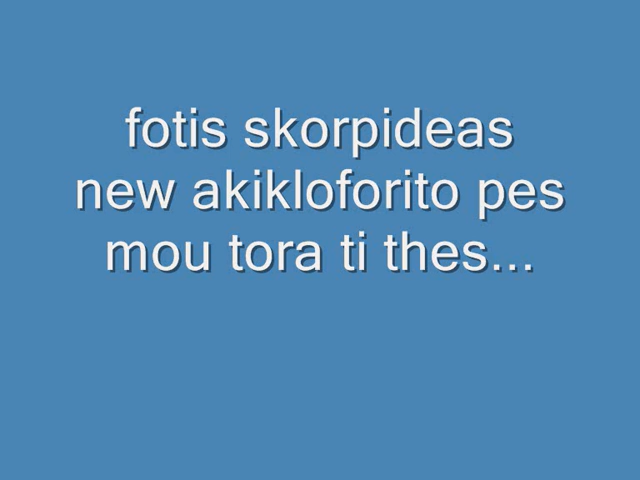 fotis skorpideas
new akikloforito pes
mou tora ti thes...